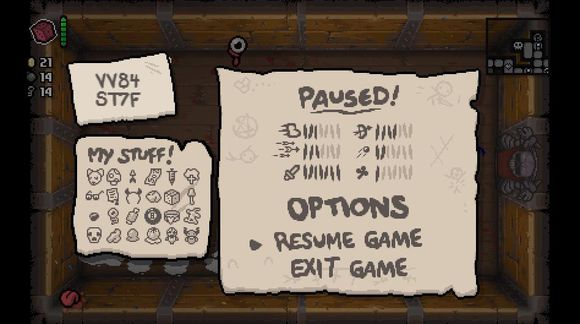 21
14
14
VV84
ST7F
MY STUFF!
PAUSED!
OPTIONS
RESUME GAME
EXIT GAME